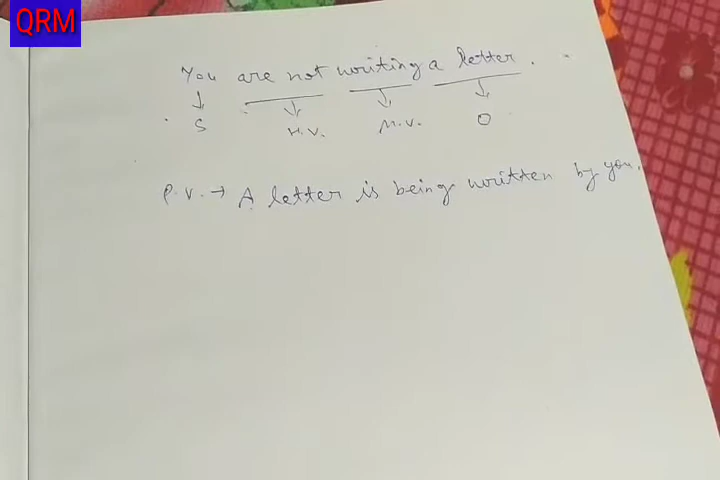 QRM
You are not writing a letter.
S H.V. M.V. O
P.V. → A letter is being written by you.